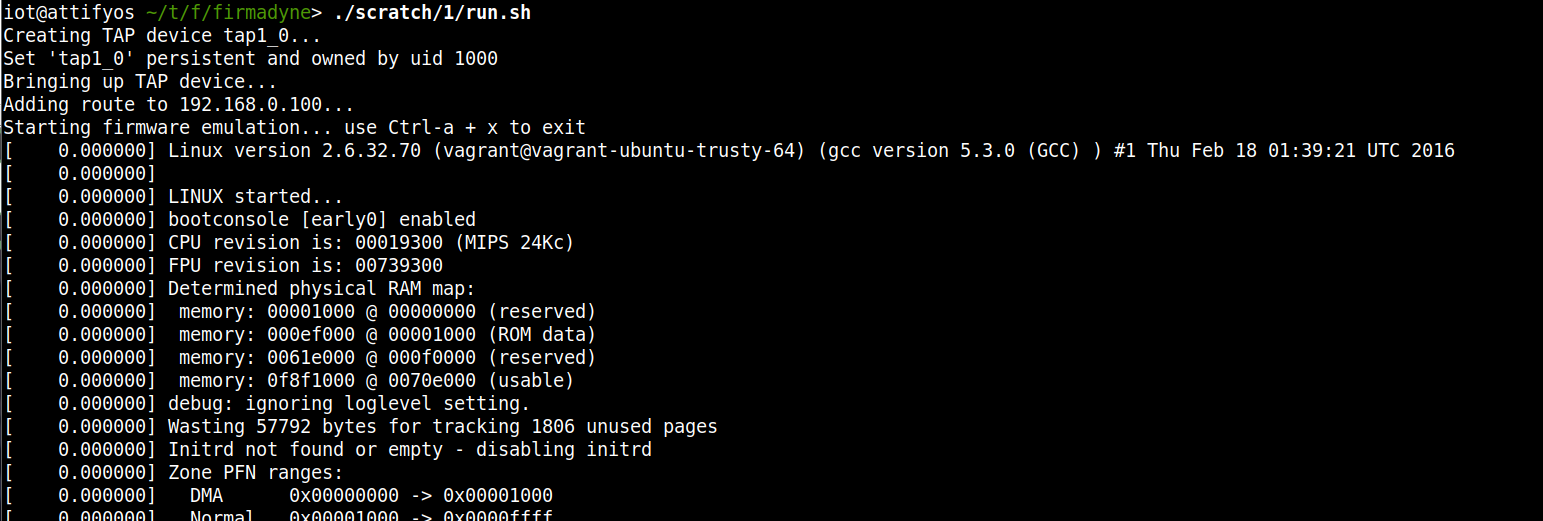 iot@attifyos ~/t/f/firmadyne> ./scratch/1/run.sh
Creating TAP device tap1_0...
Set 'tap1_0' persistent and owned by uid 1000
Bringing up TAP device...
Adding route to 192.168.0.100...
Starting firmware emulation... use Ctrl-a + x to exit
[    0.000000] Linux version 2.6.32.70 (vagrant@vagrant-ubuntu-trusty-64) (gcc version 5.3.0 (GCC) ) #1 Thu Feb 18 01:39:21 UTC 2016
[    0.000000]
[    0.000000] LINUX started...
[    0.000000] bootconsole [early0] enabled
[    0.000000] CPU revision is: 00019300 (MIPS 24Kc)
[    0.000000] FPU revision is: 00739300
[    0.000000] Determined physical RAM map:
[    0.000000]  memory: 00001000 @ 00000000 (reserved)
[    0.000000]  memory: 000ef000 @ 00001000 (ROM data)
[    0.000000]  memory: 0061e000 @ 000f0000 (reserved)
[    0.000000]  memory: 0f8f1000 @ 0070e000 (usable)
[    0.000000] debug: ignoring loglevel setting.
[    0.000000] Wasting 57792 bytes for tracking 1806 unused pages
[    0.000000] Initrd not found or empty - disabling initrd
[    0.000000] Zone PFN ranges:
[    0.000000]   DMA      0x00000000 -> 0x00001000
[    0.000000]   Normal   0x00001000 -> 0x0000ffff